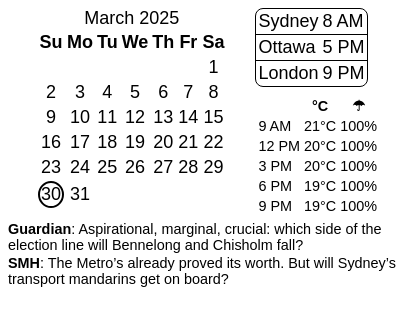 March 2025
Su Mo Tu We Th Fr Sa
1
2 3 4 5 6 7 8
9 10 11 12 13 14 15
16 17 18 19 20 21 22
23 24 25 26 27 28 29
30 31
Sydney 8 AM
Ottawa 5 PM
London 9 PM
°C ☂
9 AM 21°C 100%
12 PM 20°C 100%
3 PM 20°C 100%
6 PM 19°C 100%
9 PM 19°C 100%
Guardian: Aspirational, marginal, crucial: which side of the
election line will Bennelong and Chisholm fall?
SMH: The Metro’s already proved its worth. But will Sydney’s
transport mandarins get on board?